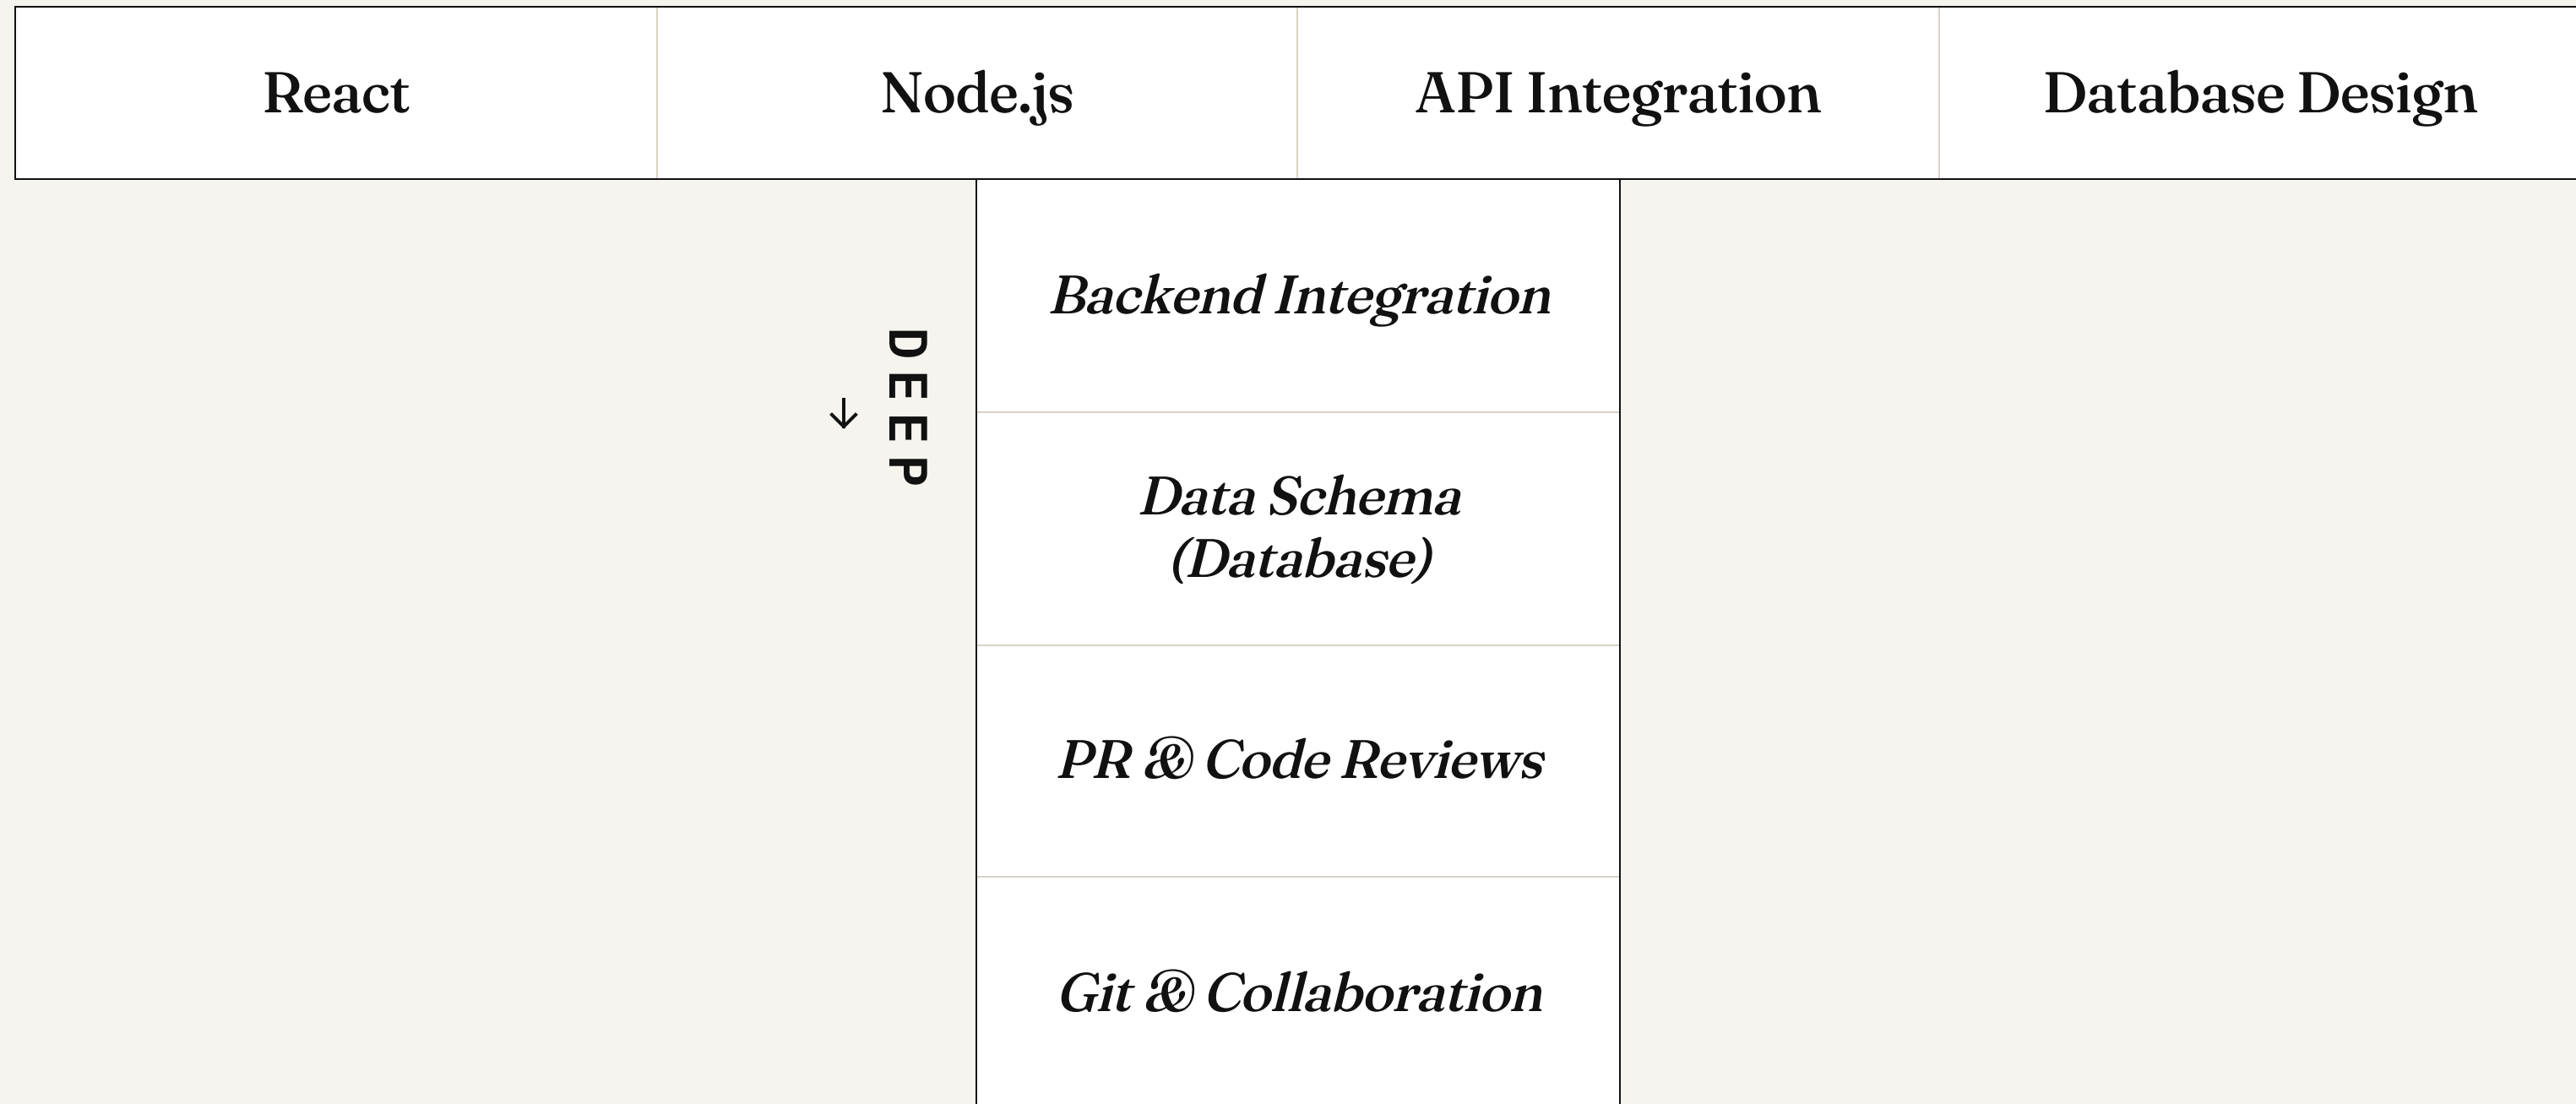 React
Node.js
API Integration
Database Design
DEEP
↓
Backend Integration
Data Schema
(Database)
PR & Code Reviews
Git & Collaboration